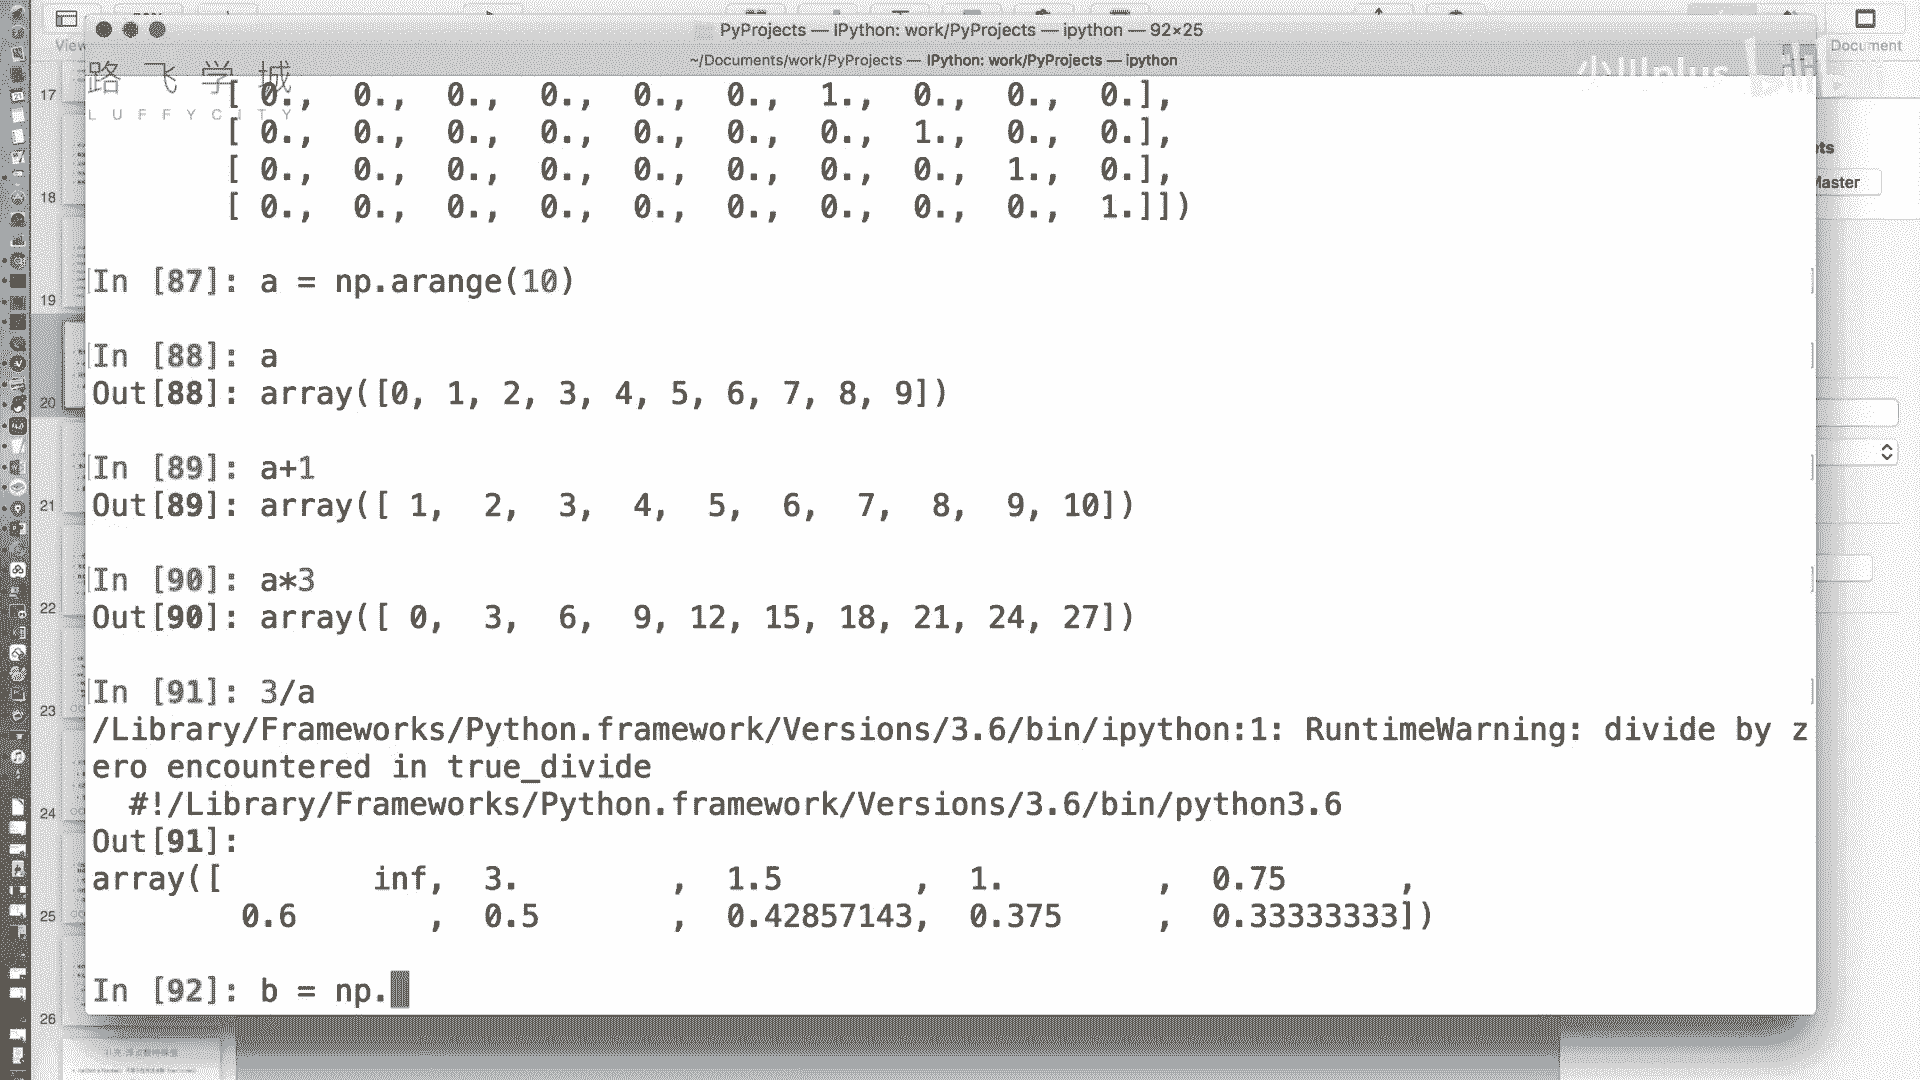 PyProjects — IPython: work/PyProjects — ipython — 92×25
~/Documents/work/PyProjects — IPython: work/PyProjects — ipython
View
Document
路飞学城
LUFFYCITY
[ 0., 0., 0., 0., 0., 0., 1., 0., 0., 0.],
[ 0., 0., 0., 0., 0., 0., 0., 1., 0., 0.],
[ 0., 0., 0., 0., 0., 0., 0., 0., 1., 0.],
[ 0., 0., 0., 0., 0., 0., 0., 0., 0., 1.]])
In [87]: a = np.arange(10)
In [88]: a
Out[88]: array([0, 1, 2, 3, 4, 5, 6, 7, 8, 9])
In [89]: a+1
Out[89]: array([ 1, 2, 3, 4, 5, 6, 7, 8, 9, 10])
In [90]: a*3
Out[90]: array([ 0, 3, 6, 9, 12, 15, 18, 21, 24, 27])
In [91]: 3/a
/Library/Frameworks/Python.framework/Versions/3.6/bin/ipython:1: RuntimeWarning: divide by z
ero encountered in true_divide
#!/Library/Frameworks/Python.framework/Versions/3.6/bin/python3.6
Out[91]:
array([ inf, 3. , 1.5 , 1. , 0.75 ,
0.6 , 0.5 , 0.42857143, 0.375 , 0.33333333])
In [92]: b = np.
17
18
19
20
21
22
23
24
25
26